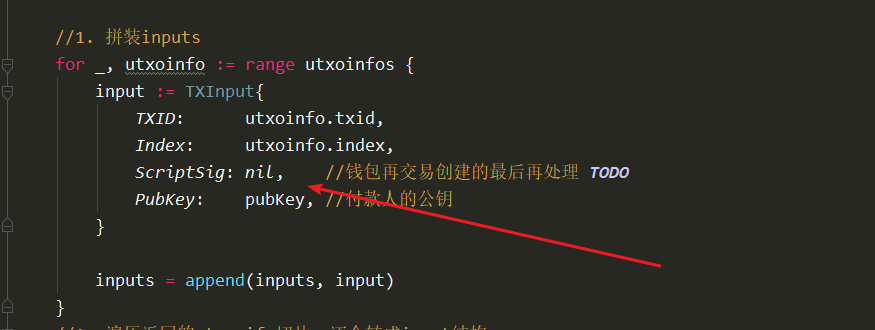 //1. 拼装inputs
for _, utxoinfo := range utxoinfos {
input := TXInput{
TXID: utxoinfo.txid,
Index: utxoinfo.index,
ScriptSig: nil, //钱包再交易创建的最后再处理 TODO
PubKey: pubKey, //付款人的公钥
}
inputs = append(inputs, input)
}